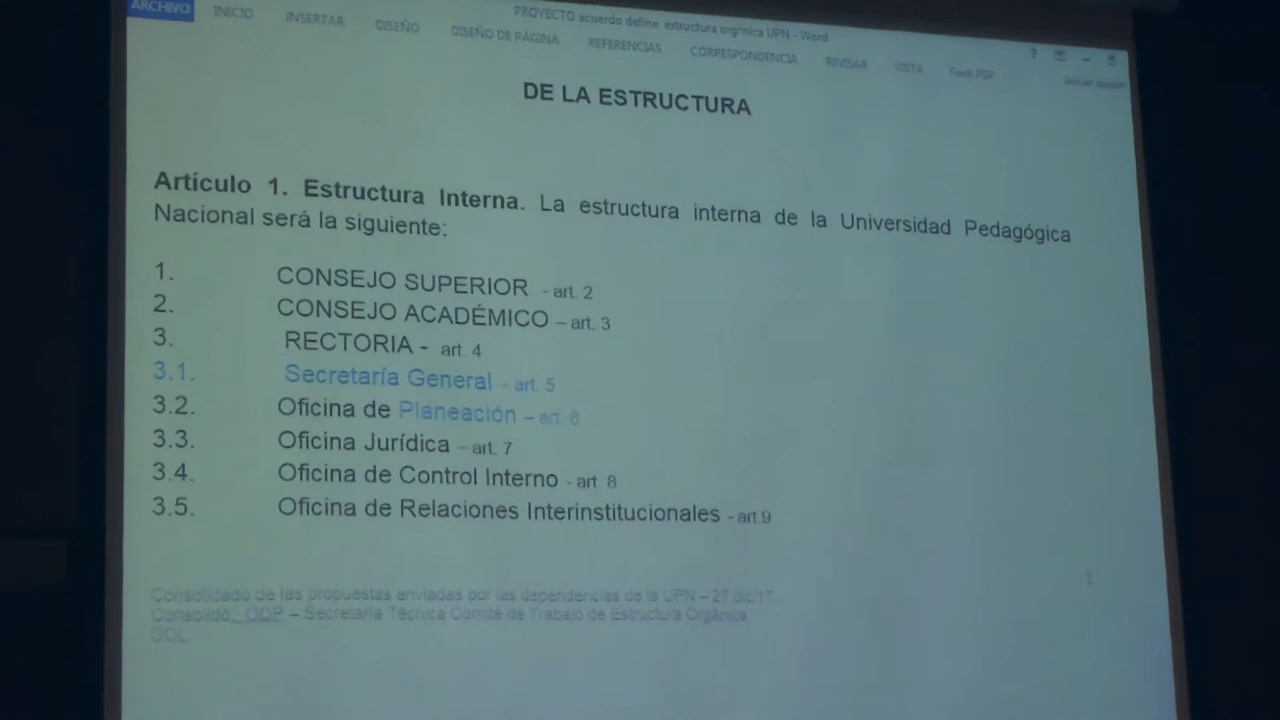 PROYECTO acuerdo define estructura org*nica UPN - Word
ARCHIVO INICIO INSERTAR DISEÑO DISEÑO DE PÁGINA REFERENCIAS CORRESPONDENCIA REVISAR VISTA Foxit PDF
DE LA ESTRUCTURA
Artículo 1. Estructura Interna. La estructura interna de la Universidad Pedagógica
Nacional será la siguiente:
1. CONSEJO SUPERIOR - art. 2
2. CONSEJO ACADÉMICO – art. 3
3. RECTORIA - art. 4
3.1. Secretaría General - art. 5
3.2. Oficina de Planeación – art. 6
3.3. Oficina Jurídica – art. 7
3.4. Oficina de Control Interno - art 8
3.5. Oficina de Relaciones Interinstitucionales - art.9
1
Consolidado de las propuestas enviadas por las dependencias de la UPN – 27 dic/17.
Consolidó: ODP – Secretaría Técnica Comité de Trabajo de Estructura Orgánica